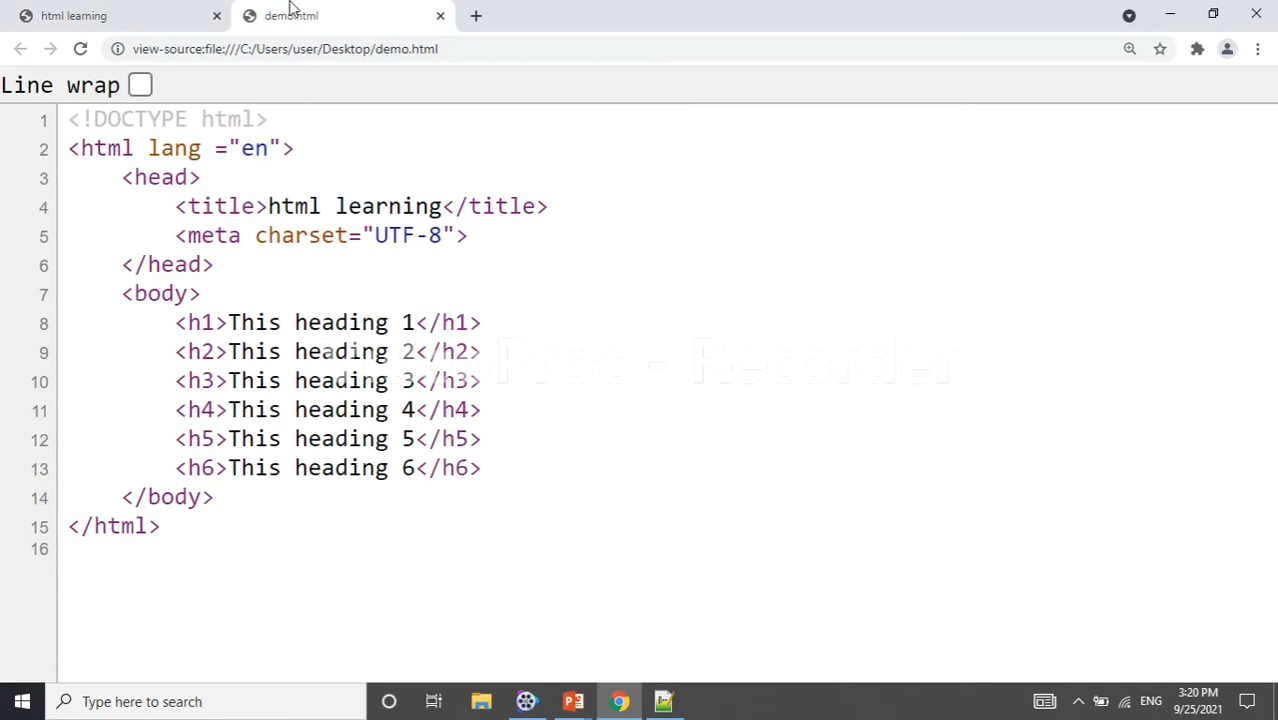 html learning
demo.html
view-source:file:///C:/Users/user/Desktop/demo.html
Line wrap
1 <!DOCTYPE html>
2 <html lang ="en">
3 <head>
4 <title>html learning</title>
5 <meta charset="UTF-8">
6 </head>
7 <body>
8 <h1>This heading 1</h1>
9 <h2>This heading 2</h2>
10 <h3>This heading 3</h3>
11 <h4>This heading 4</h4>
12 <h5>This heading 5</h5>
13 <h6>This heading 6</h6>
14 </body>
15 </html>
16
- Recorder
Type here to search
ENG
3:20 PM
9/25/2021